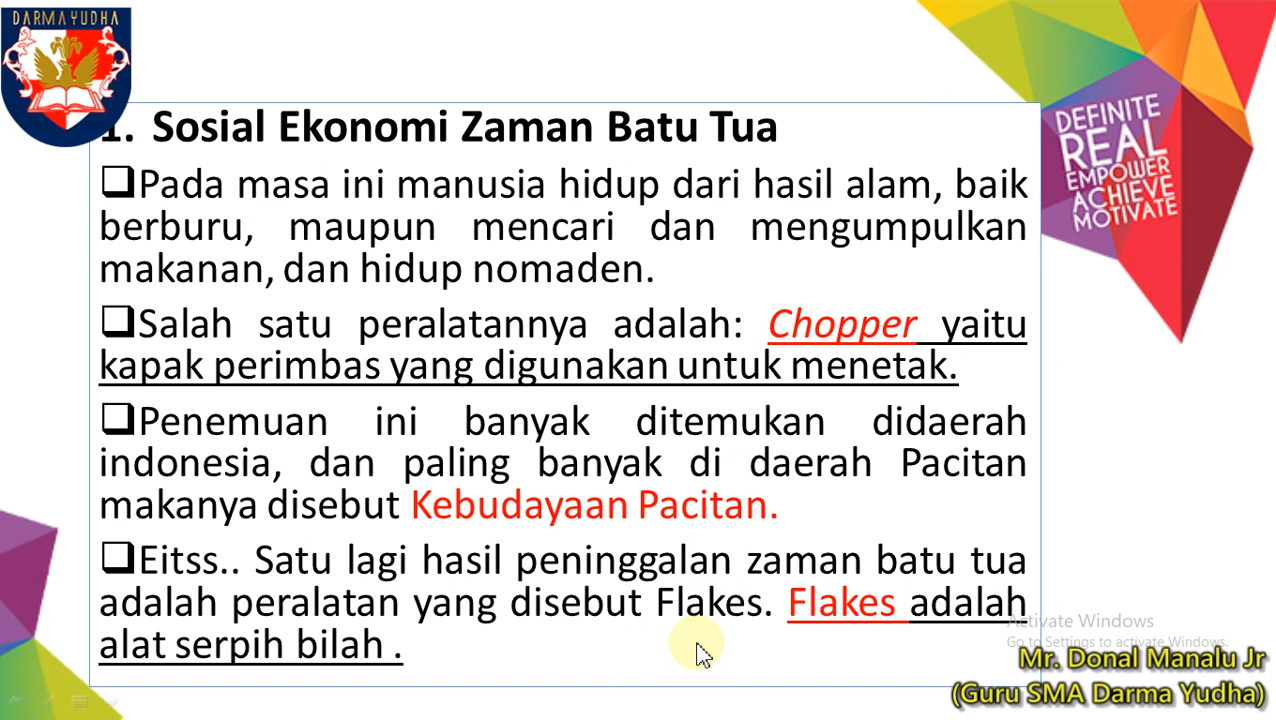 DARMA YUDHA
1. Sosial Ekonomi Zaman Batu Tua
❑Pada masa ini manusia hidup dari hasil alam, baik
berburu, maupun mencari dan mengumpulkan
makanan, dan hidup nomaden.
❑Salah satu peralatannya adalah: Chopper yaitu
kapak perimbas yang digunakan untuk menetak.
❑Penemuan ini banyak ditemukan didaerah
indonesia, dan paling banyak di daerah Pacitan
makanya disebut Kebudayaan Pacitan.
❑Eitss.. Satu lagi hasil peninggalan zaman batu tua
adalah peralatan yang disebut Flakes. Flakes adalah
alat serpih bilah .
DEFINITE
REAL
EMPOWER
ACHIEVE
MOTIVATE
Activate Windows
Go to Settings to activate Windows.
Mr. Donal Manalu Jr
(Guru SMA Darma Yudha)